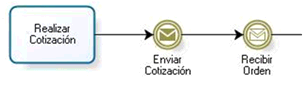 Realizar
Cotización
Enviar
Cotización
Recibir
Orden